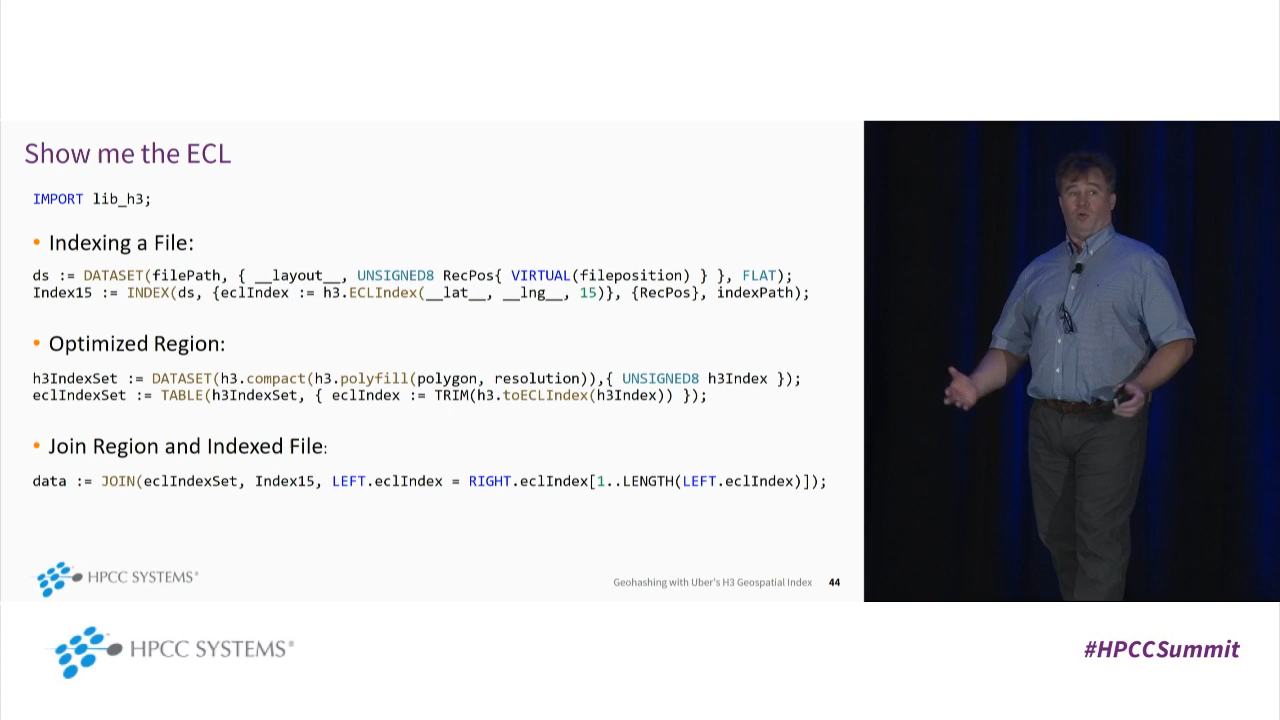 Show me the ECL
IMPORT lib_h3;
• Indexing a File:
ds := DATASET(filePath, { __layout__, UNSIGNED8 RecPos{ VIRTUAL(fileposition) } }, FLAT);
Index15 := INDEX(ds, {eclIndex := h3.ECLIndex(__lat__, __lng__, 15)}, {RecPos}, indexPath);
• Optimized Region:
h3IndexSet := DATASET(h3.compact(h3.polyfill(polygon, resolution)),{ UNSIGNED8 h3Index });
eclIndexSet := TABLE(h3IndexSet, { eclIndex := TRIM(h3.toECLIndex(h3Index)) });
• Join Region and Indexed File:
data := JOIN(eclIndexSet, Index15, LEFT.eclIndex = RIGHT.eclIndex[1..LENGTH(LEFT.eclIndex)]);
HPCC SYSTEMS®
Geohashing with Uber's H3 Geospatial Index 44
HPCC SYSTEMS®
#HPCCSummit